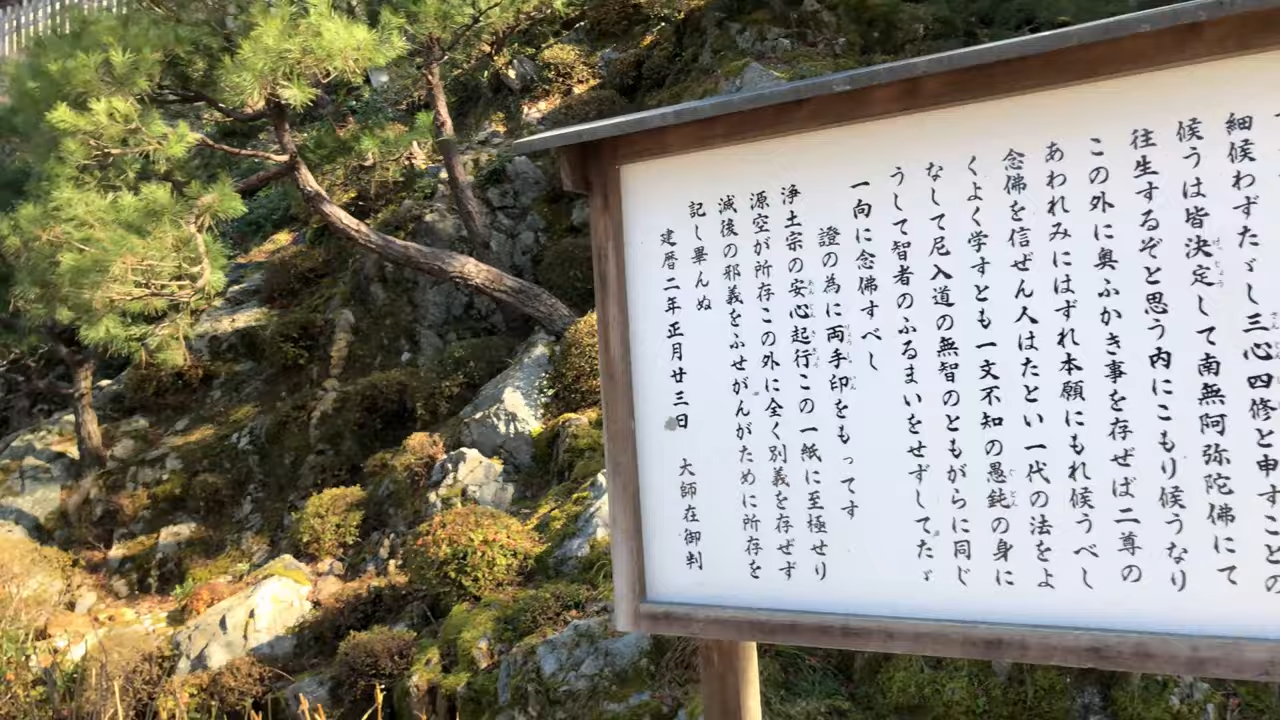 細候わずたゞし三心四修と申すことの
候うは皆決定して南無阿弥陀佛にて
往生するぞと思う内にこもり候うなり
この外に奥ふかき事を存ぜば二尊の
あわれみにはずれ本願にもれ候うべし
念佛を信ぜん人はたとい一代の法をよ
くよく学すとも一文不知の愚鈍の身に
なして尼入道の無智のともがらに同じ
うして智者のふるまいをせずしてたゞ
一向に念佛すべし
證の為に両手印をもってす
浄土宗の安心起行この一紙に至極せり
源空が所存この外に全く別義を存ぜず
滅後の邪義をふせがんがために所存を
記し畢んぬ
建暦二年正月廿三日 大師在御判